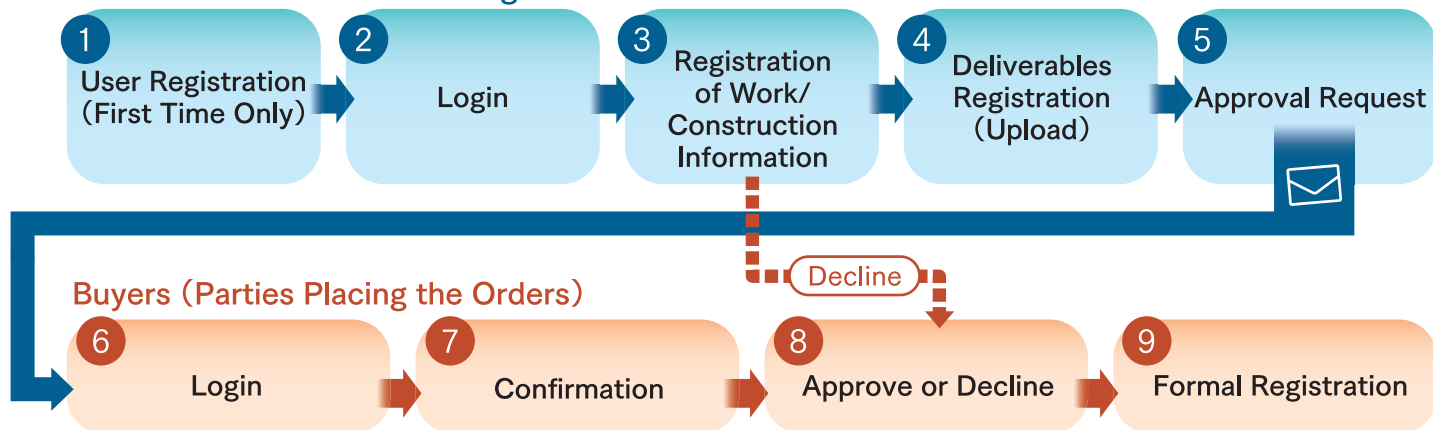 1
User Registration
(First Time Only)
2
Login
3
Registration
of Work/
Construction
Information
4
Deliverables
Registration
(Upload)
5
Approval Request
Decline
Buyers (Parties Placing the Orders)
6
Login
7
Confirmation
8
Approve or Decline
9
Formal Registration